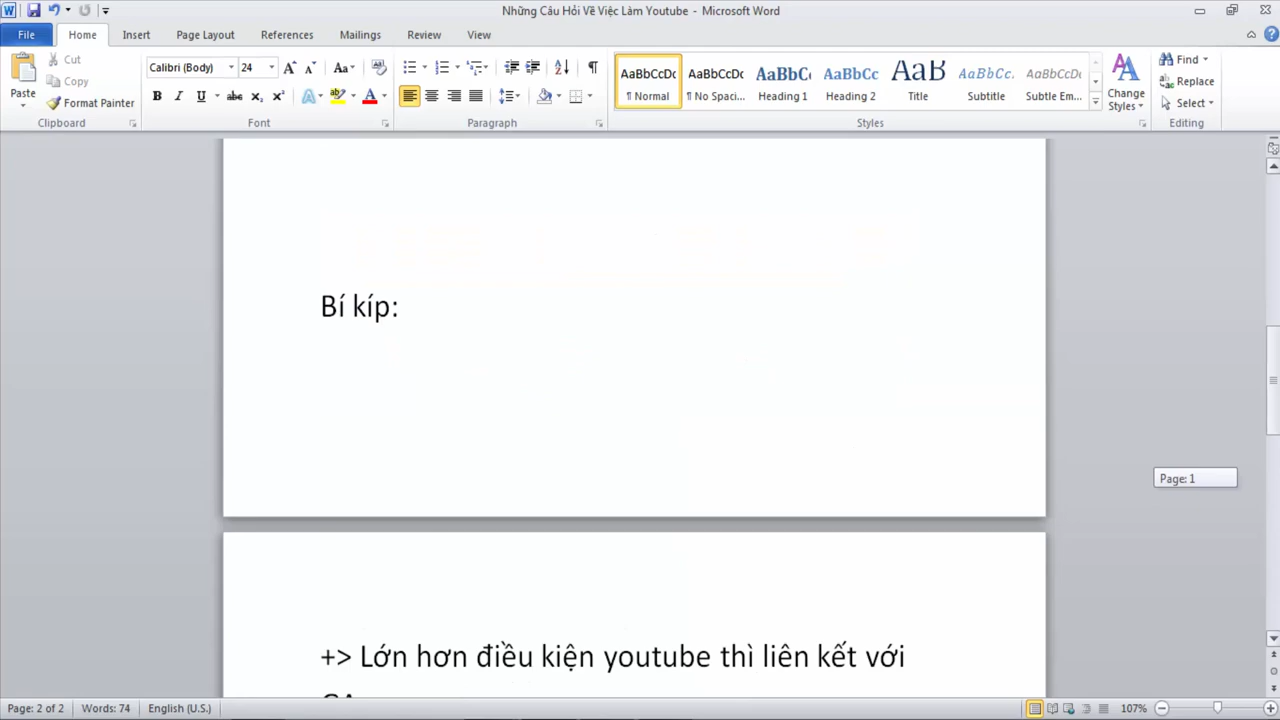 Những Câu Hỏi Về Việc Làm Youtube - Microsoft Word
File Home Insert Page Layout References Mailings Review View
Paste
Cut
Copy
Format Painter
Clipboard
Calibri (Body) 24
Font
Paragraph
AaBbCcDc AaBbCcDc AaBbC AaBbCc AaB AaBbCc. AaBbCcDc
¶ Normal ¶ No Spaci... Heading 1 Heading 2 Title Subtitle Subtle Em...
Styles
Change
Styles
Find
Replace
Select
Editing
Bí kíp:
Page: 1
+> Lớn hơn điều kiện youtube thì liên kết với
Page: 2 of 2 Words: 74 English (U.S.) 107%